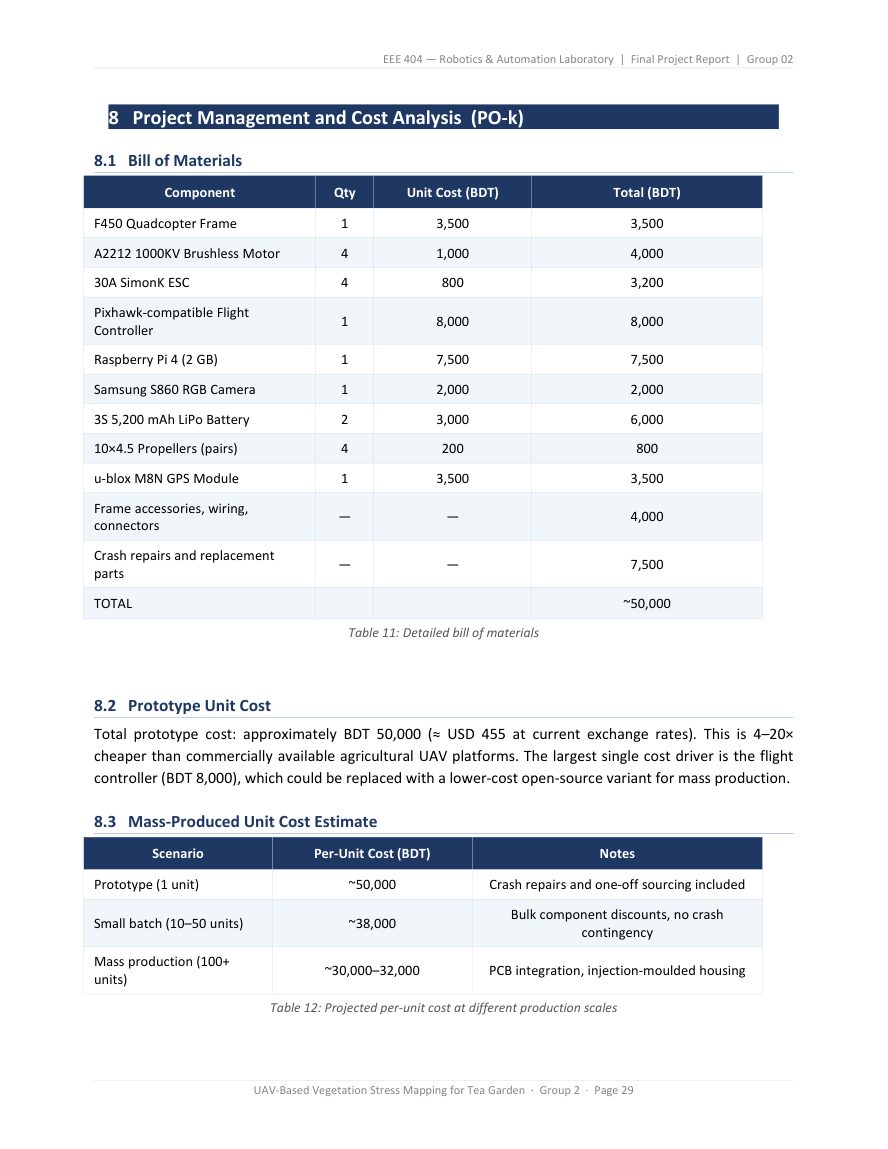 EEE 404 — Robotics & Automation Laboratory | Final Project Report | Group 02
8 Project Management and Cost Analysis (PO-k)
8.1 Bill of Materials
Component Qty Unit Cost (BDT) Total (BDT)
F450 Quadcopter Frame 1 3,500 3,500
A2212 1000KV Brushless Motor 4 1,000 4,000
30A SimonK ESC 4 800 3,200
Pixhawk-compatible Flight
Controller 1 8,000 8,000
Raspberry Pi 4 (2 GB) 1 7,500 7,500
Samsung S860 RGB Camera 1 2,000 2,000
3S 5,200 mAh LiPo Battery 2 3,000 6,000
10×4.5 Propellers (pairs) 4 200 800
u-blox M8N GPS Module 1 3,500 3,500
Frame accessories, wiring,
connectors — — 4,000
Crash repairs and replacement
parts — — 7,500
TOTAL ~50,000
Table 11: Detailed bill of materials
8.2 Prototype Unit Cost
Total prototype cost: approximately BDT 50,000 (≈ USD 455 at current exchange rates). This is 4–20×
cheaper than commercially available agricultural UAV platforms. The largest single cost driver is the flight
controller (BDT 8,000), which could be replaced with a lower-cost open-source variant for mass production.
8.3 Mass-Produced Unit Cost Estimate
Scenario Per-Unit Cost (BDT) Notes
Prototype (1 unit) ~50,000 Crash repairs and one-off sourcing included
Small batch (10–50 units) ~38,000 Bulk component discounts, no crash
contingency
Mass production (100+
units) ~30,000–32,000 PCB integration, injection-moulded housing
Table 12: Projected per-unit cost at different production scales
UAV-Based Vegetation Stress Mapping for Tea Garden · Group 2 · Page 29